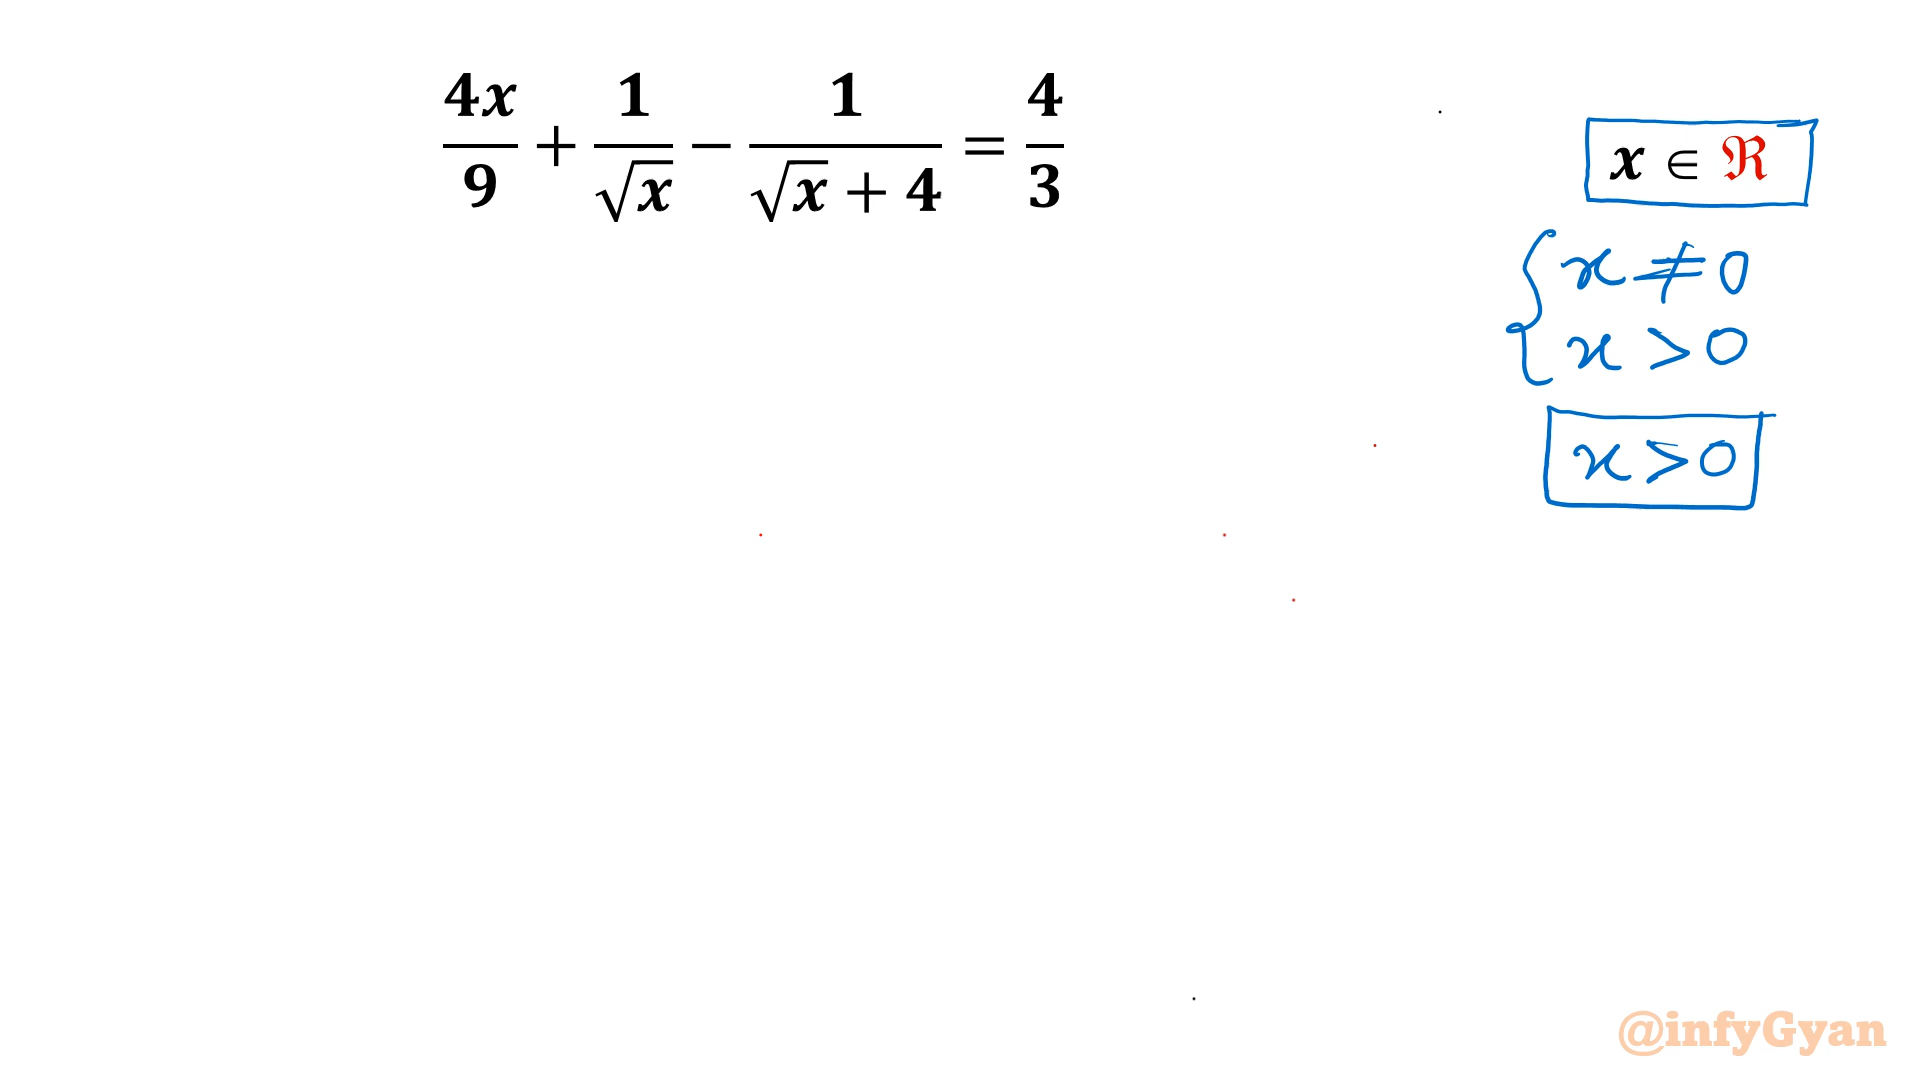 4x/9 + 1/√x − 1/(√x + 4) = 4/3
x ∈ ℜ
x ≠ 0
x > 0
x > 0
@infyGyan